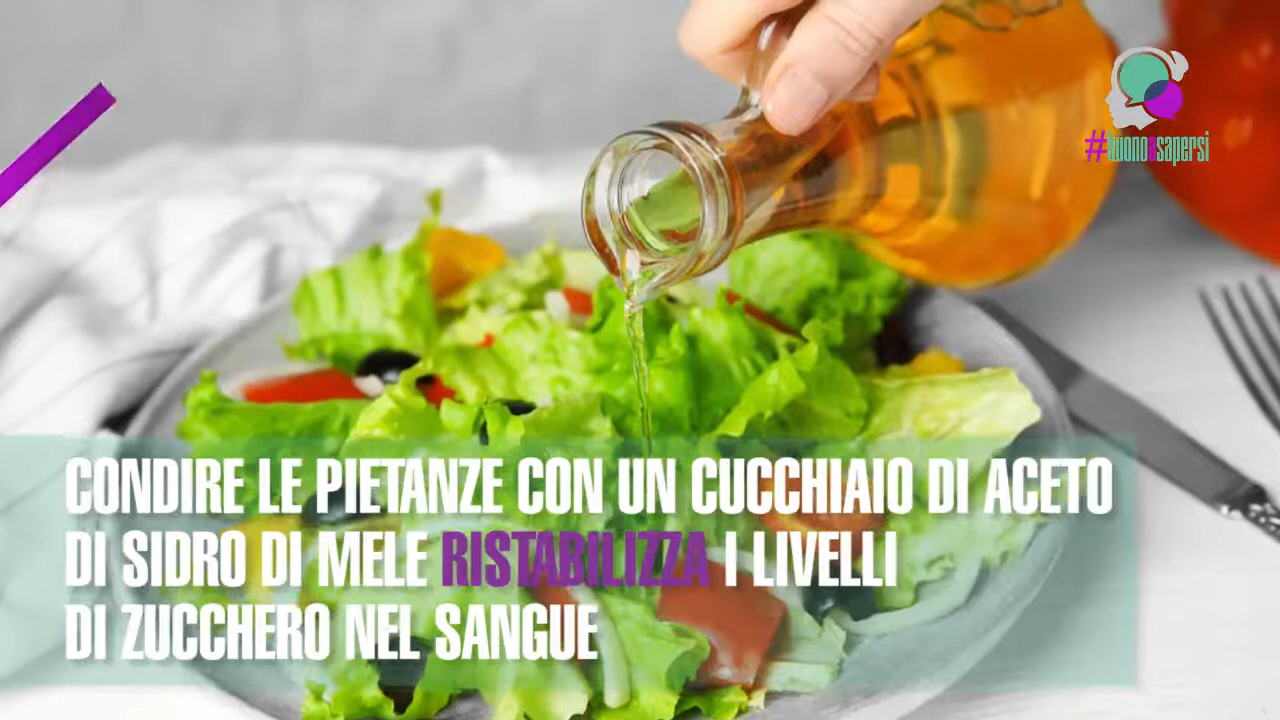 #buonoasapersi
CONDIRE LE PIETANZE CON UN CUCCHIAIO DI ACETO
DI SIDRO DI MELE RISTABILIZZA I LIVELLI
DI ZUCCHERO NEL SANGUE